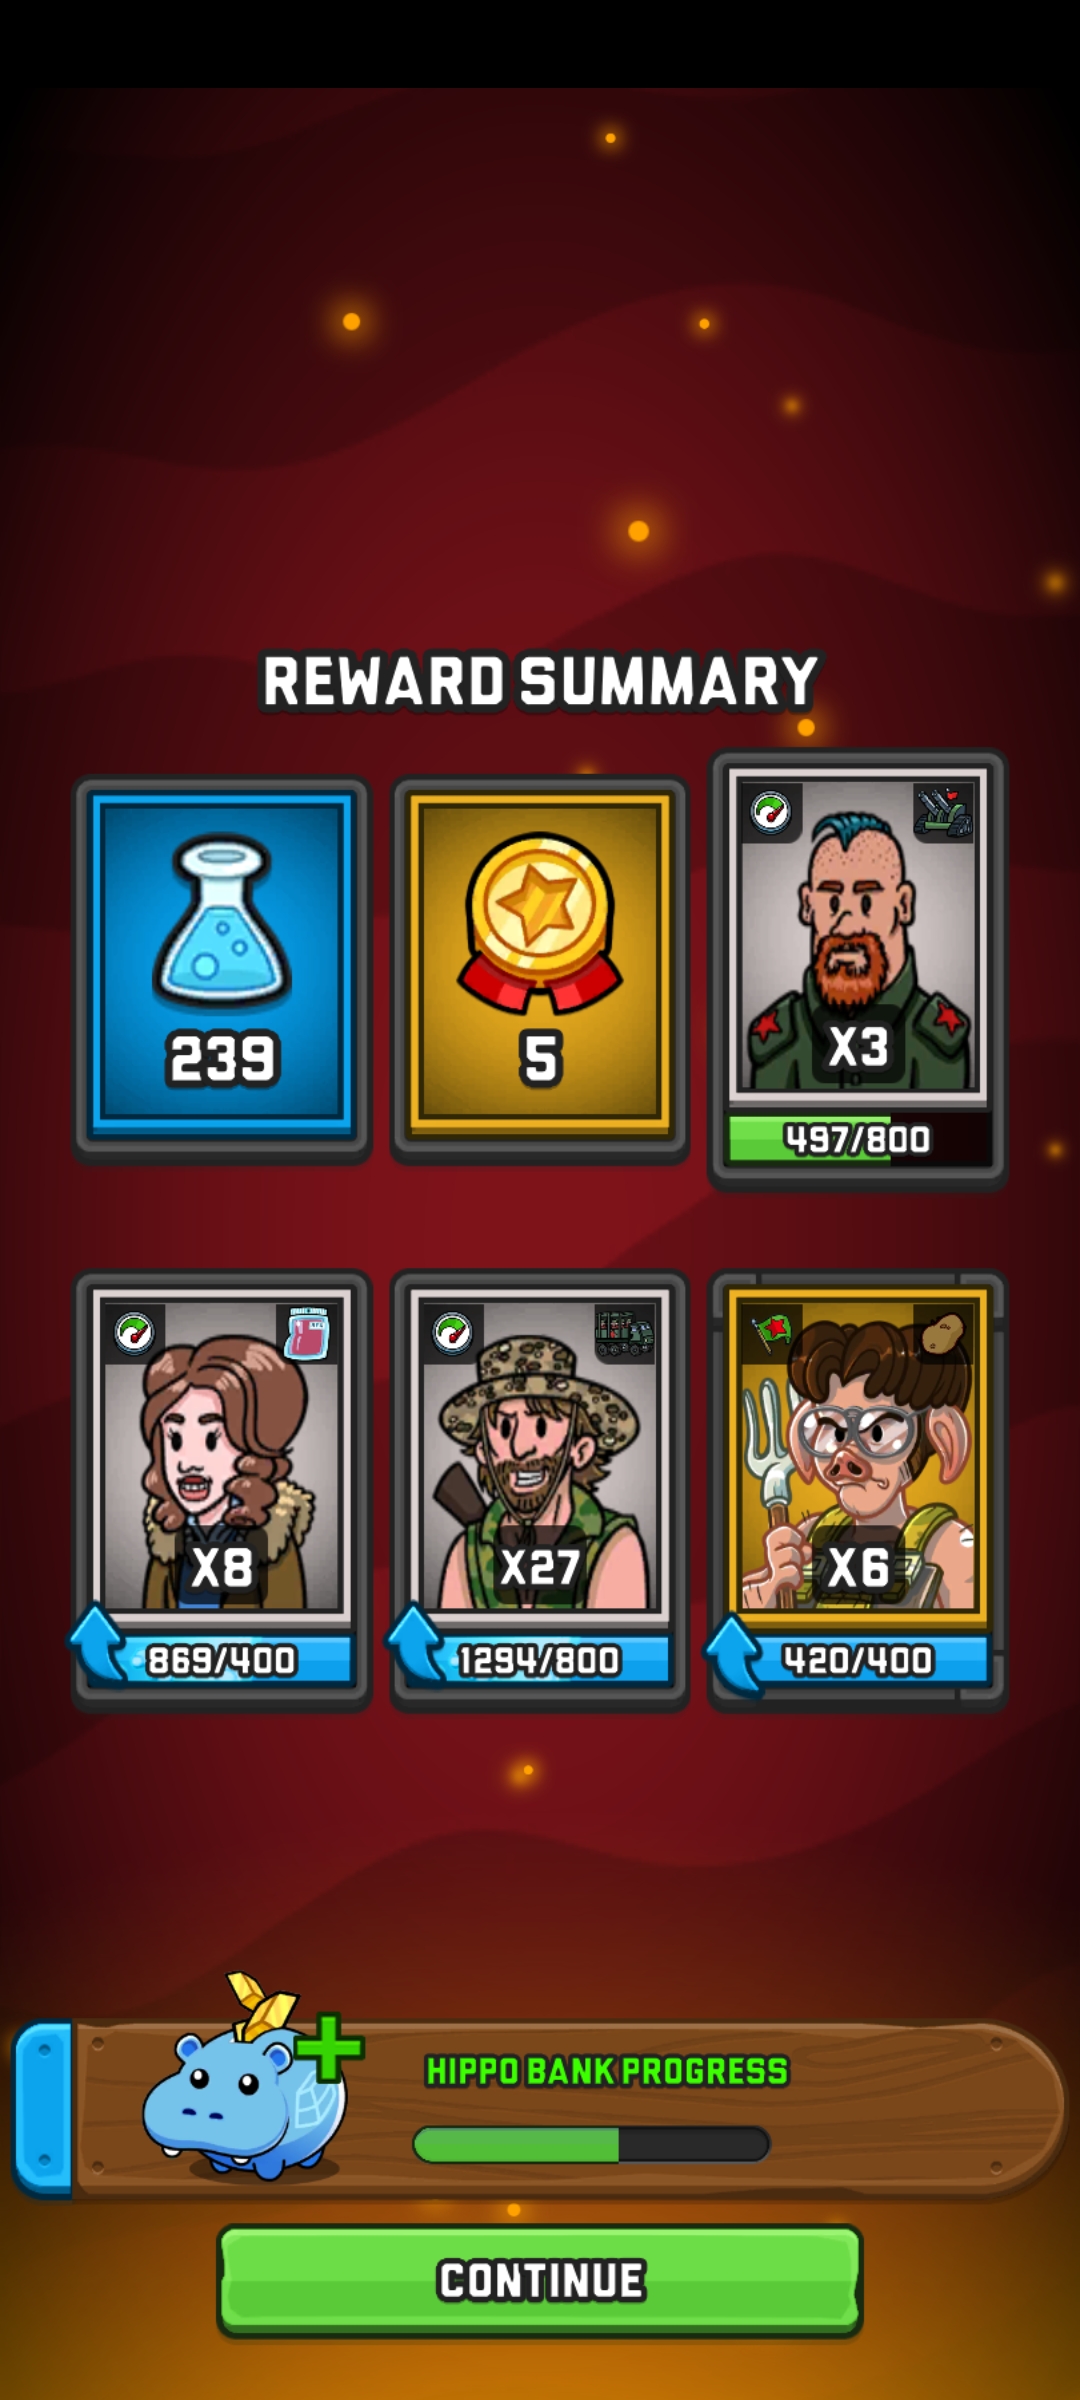 REWARD SUMMARY
239
5
X3
497/800
X8
869/400
X27
1294/800
X6
420/400
HIPPO BANK PROGRESS
CONTINUE